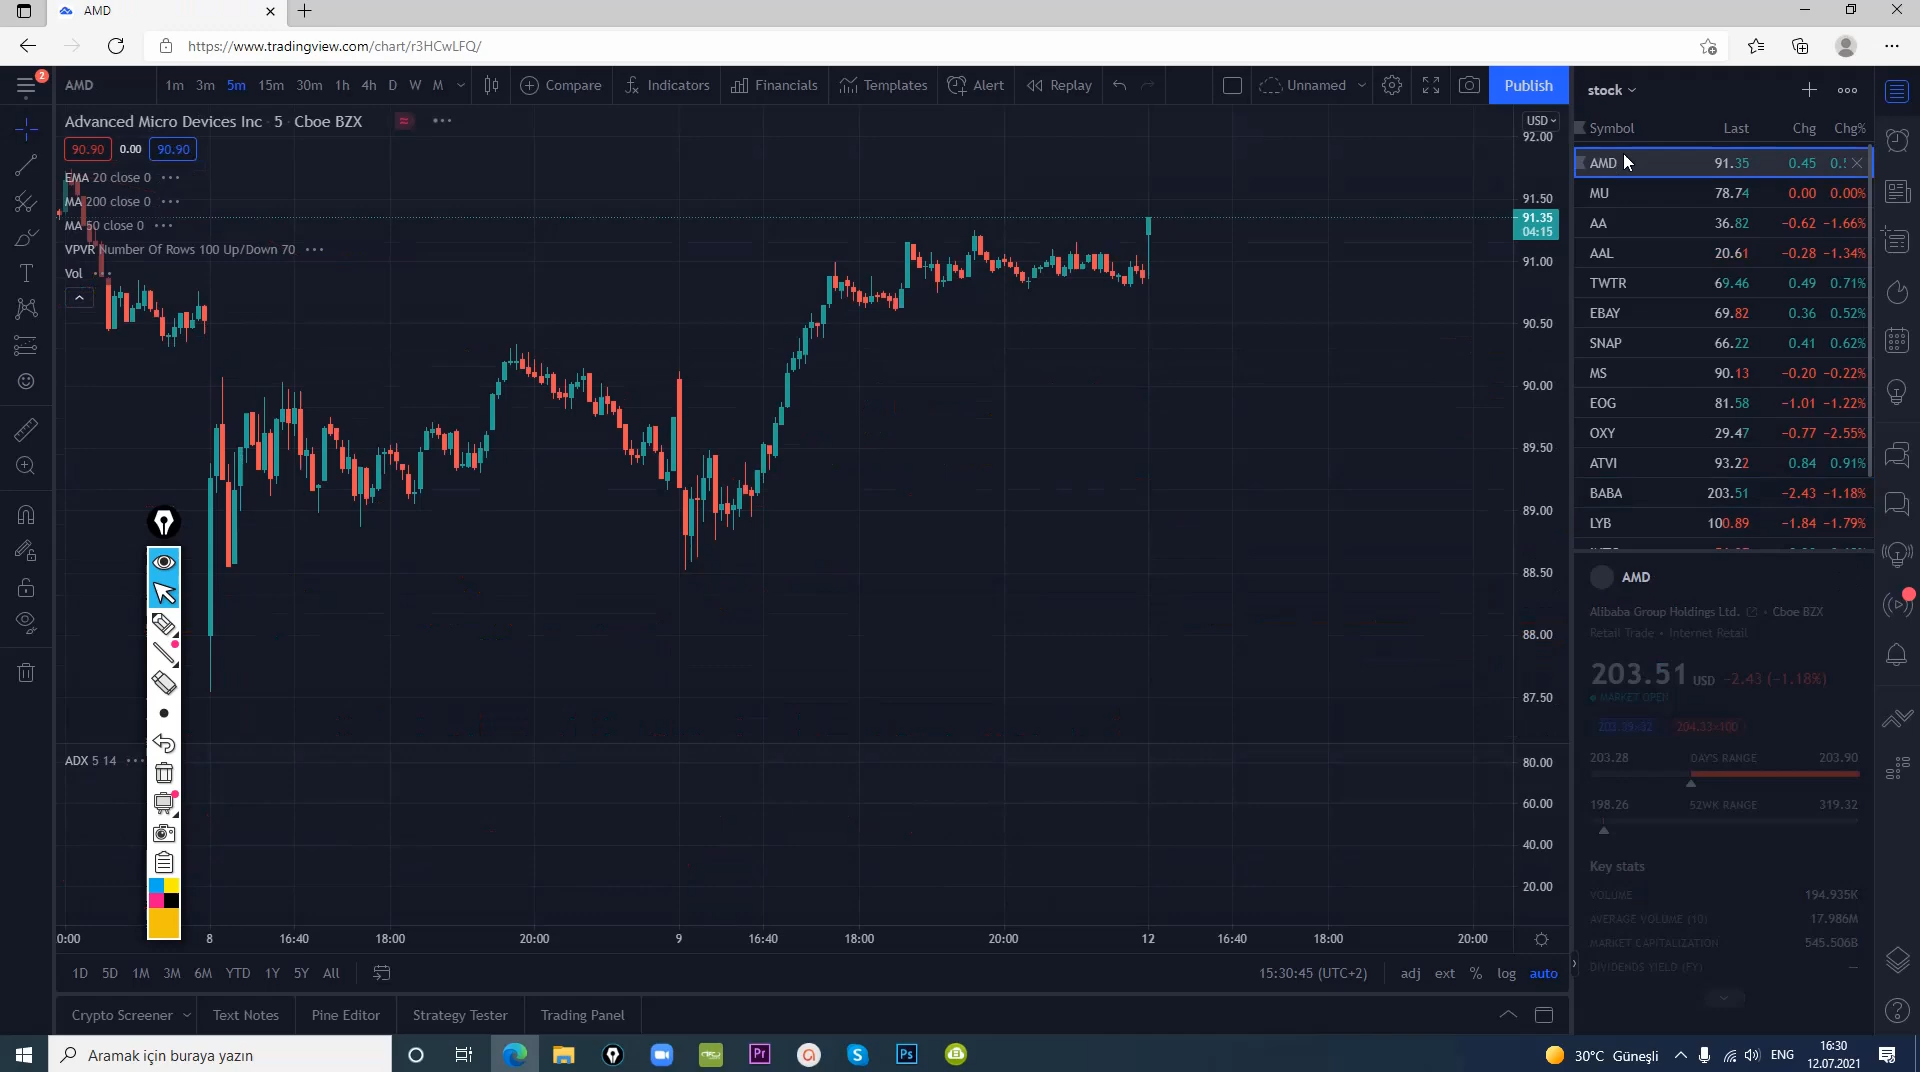 AMD
https://www.tradingview.com/chart/r3HCwLFQ/
2
AMD
1m 3m 5m 15m 30m 1h 4h D W M
Compare
Indicators
Financials
Templates
Alert
Replay
Unnamed
Publish
Advanced Micro Devices Inc · 5 · Cboe BZX
90.90 0.00 90.90
EMA 20 close 0
MA 200 close 0
MA 50 close 0
VPVR Number Of Rows 100 Up/Down 70
Vol
USD
92.00
91.50
91.35
04:15
91.00
90.50
90.00
89.50
89.00
88.50
88.00
87.50
ADX 5 14
80.00
60.00
40.00
20.00
0:00 8 16:40 18:00 20:00 9 16:40 18:00 20:00 12 16:40 18:00 20:00
1D 5D 1M 3M 6M YTD 1Y 5Y All
15:30:45 (UTC+2)
adj ext % log auto
Crypto Screener
Text Notes
Pine Editor
Strategy Tester
Trading Panel
stock
Symbol Last Chg Chg%
AMD 91.35 0.45
MU 78.74 0.00 0.00%
AA 36.82 −0.62 −1.66%
AAL 20.61 −0.28 −1.34%
TWTR 69.46 0.49 0.71%
EBAY 69.82 0.36 0.52%
SNAP 66.22 0.41 0.62%
MS 90.13 −0.20 −0.22%
EOG 81.58 −1.01 −1.22%
OXY 29.47 −0.77 −2.55%
ATVI 93.22 0.84 0.91%
BABA 203.51 −2.43 −1.18%
LYB 100.89 −1.84 −1.79%
AMD
Alibaba Group Holdings Ltd. · Cboe BZX
Retail Trade • Internet Retail
203.51 USD −2.43 (−1.18%)
MARKET OPEN
204.33×100
203.28 DAY'S RANGE 203.90
198.26 52WK RANGE 319.32
Key stats
VOLUME 194.935K
AVERAGE VOLUME (10) 17.986M
MARKET CAPITALIZATION 545.506B
DIVIDENDS YIELD (FY) —
Aramak için buraya yazın
Pr
Ps
30°C Güneşli
ENG
16:30
12.07.2021